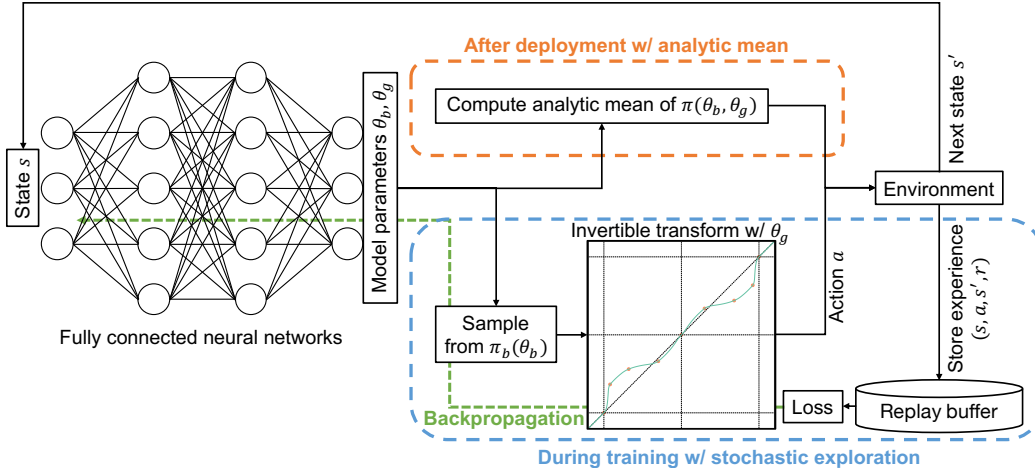 After deployment w/ analytic mean
Compute analytic mean of π(θ_b, θ_g)
Next state s′
State s
Model parameters θ_b, θ_g
Environment
Invertible transform w/ θ_g
Action a
Store experience
(s, a, s′, r)
Fully connected neural networks
Sample
from π_b(θ_b)
Backpropagation
Loss
Replay buffer
During training w/ stochastic exploration